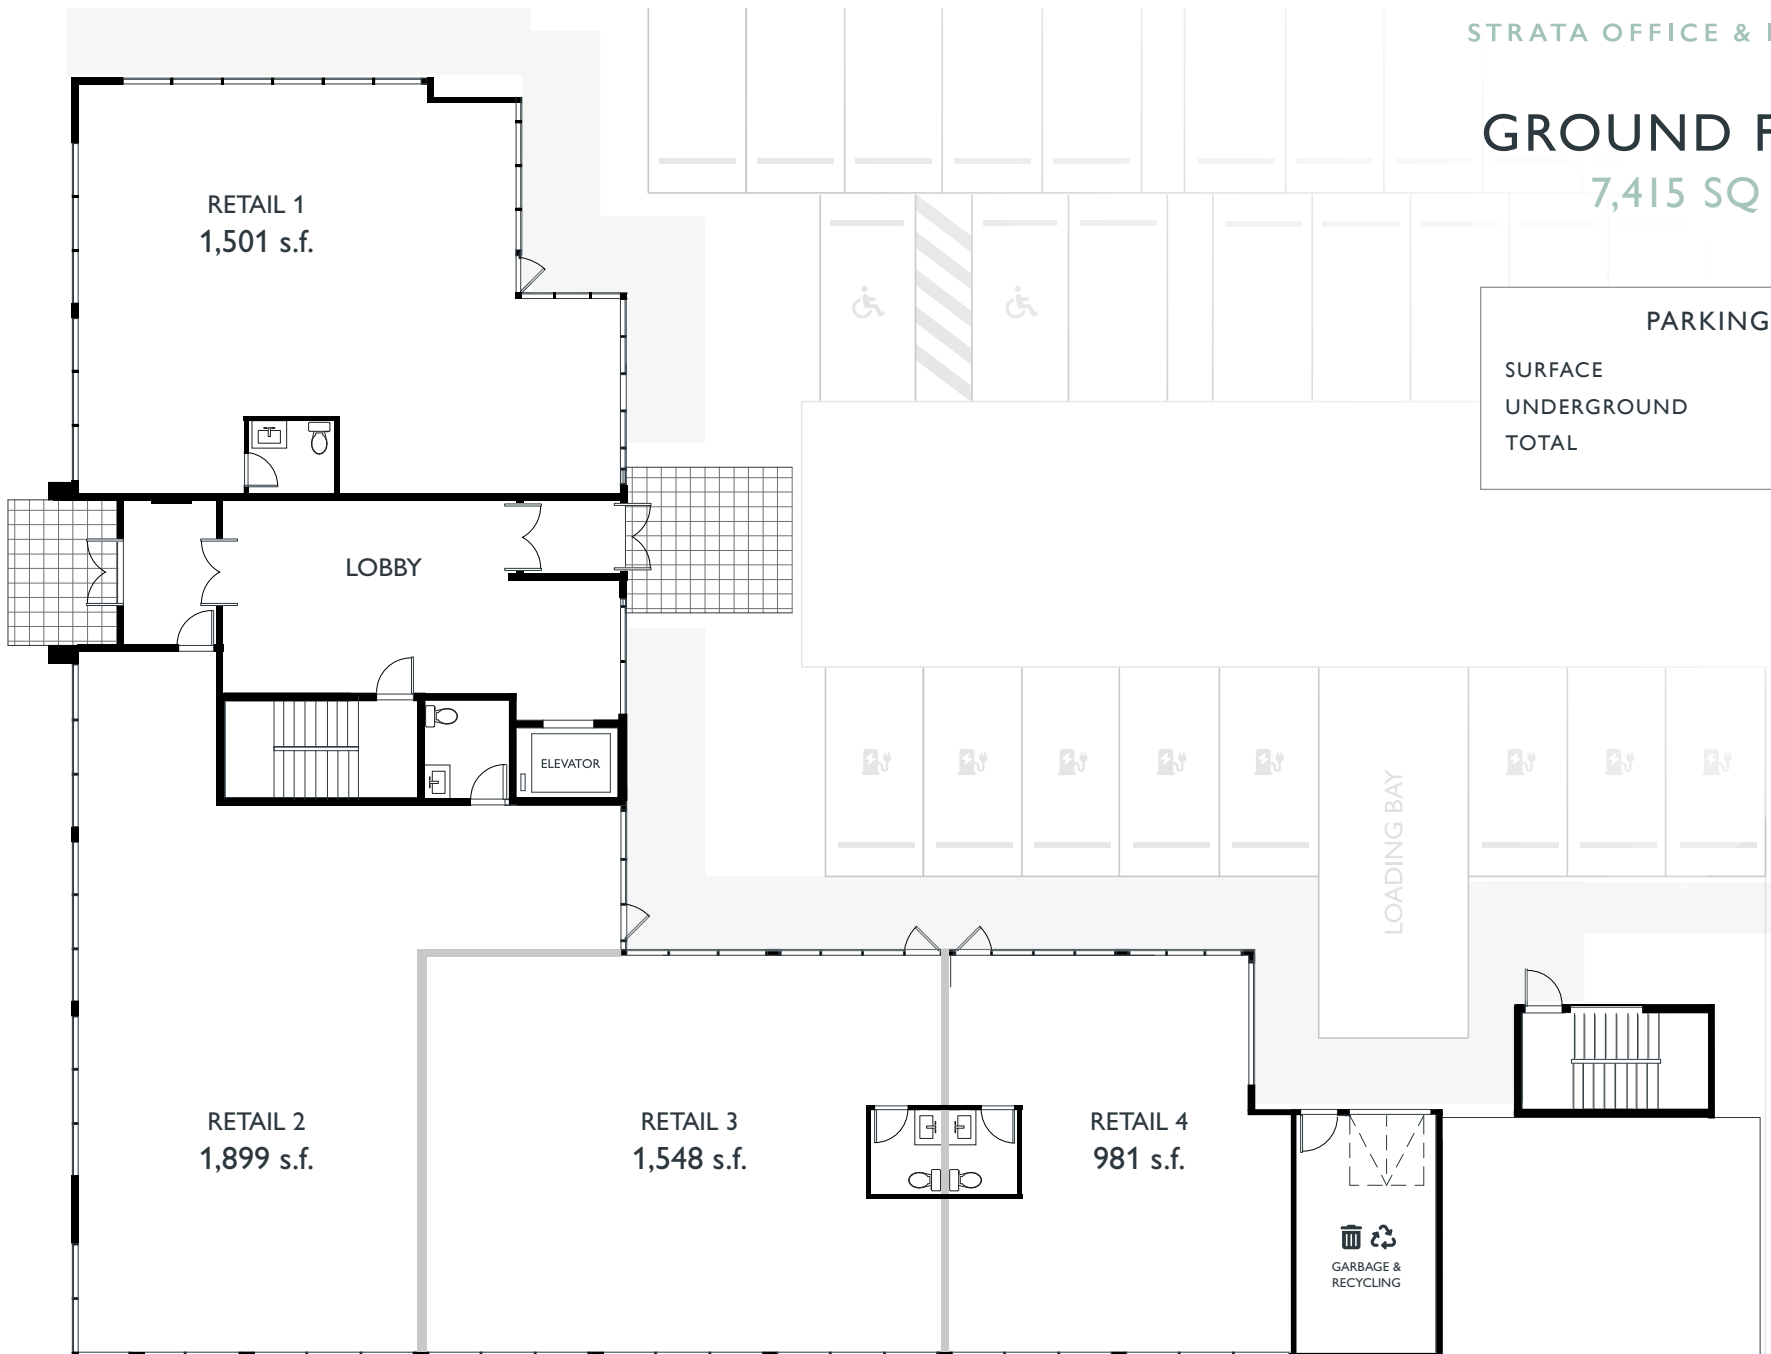 STRATA OFFICE &
GROUND
7,415 SQ
PARKING
SURFACE
UNDERGROUND
TOTAL
RETAIL 1
1,501 s.f.
LOBBY
ELEVATOR
LOADING BAY
RETAIL 2
1,899 s.f.
RETAIL 3
1,548 s.f.
RETAIL 4
981 s.f.
GARBAGE &
RECYCLING